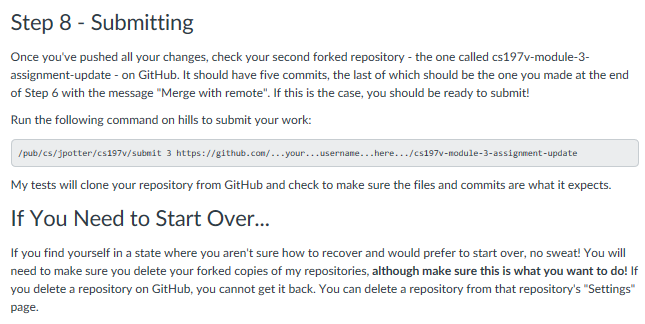 Step 8 - Submitting
Once you've pushed all your changes, check your second forked repository - the one called cs197v-module-3-
assignment-update - on GitHub. It should have five commits, the last of which should be the one you made at the end
of Step 6 with the message "Merge with remote". If this is the case, you should be ready to submit!
Run the following command on hills to submit your work:
/pub/cs/jpotter/cs197v/submit 3 https://github.com/...your...username...here.../cs197v-module-3-assignment-update
My tests will clone your repository from GitHub and check to make sure the files and commits are what it expects.
If You Need to Start Over...
If you find yourself in a state where you aren't sure how to recover and would prefer to start over, no sweat! You will
need to make sure you delete your forked copies of my repositories, although make sure this is what you want to do! If
you delete a repository on GitHub, you cannot get it back. You can delete a repository from that repository's "Settings"
page.